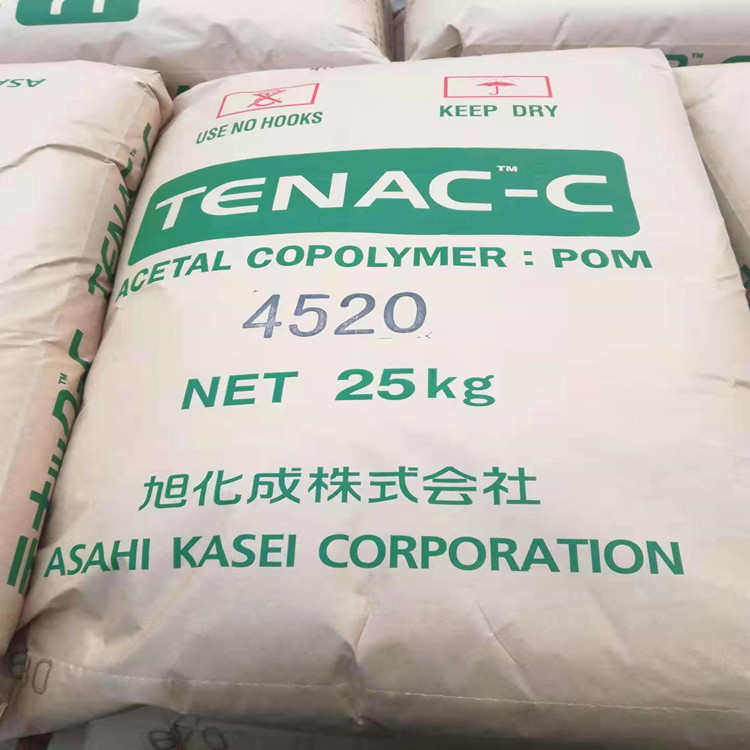 USE NO HOOKS
KEEP DRY
TENAC™-C
ACETAL COPOLYMER : POM
4520
NET 25kg
旭化成株式会社
ASAHI KASEI CORPORATION
TENAC-C